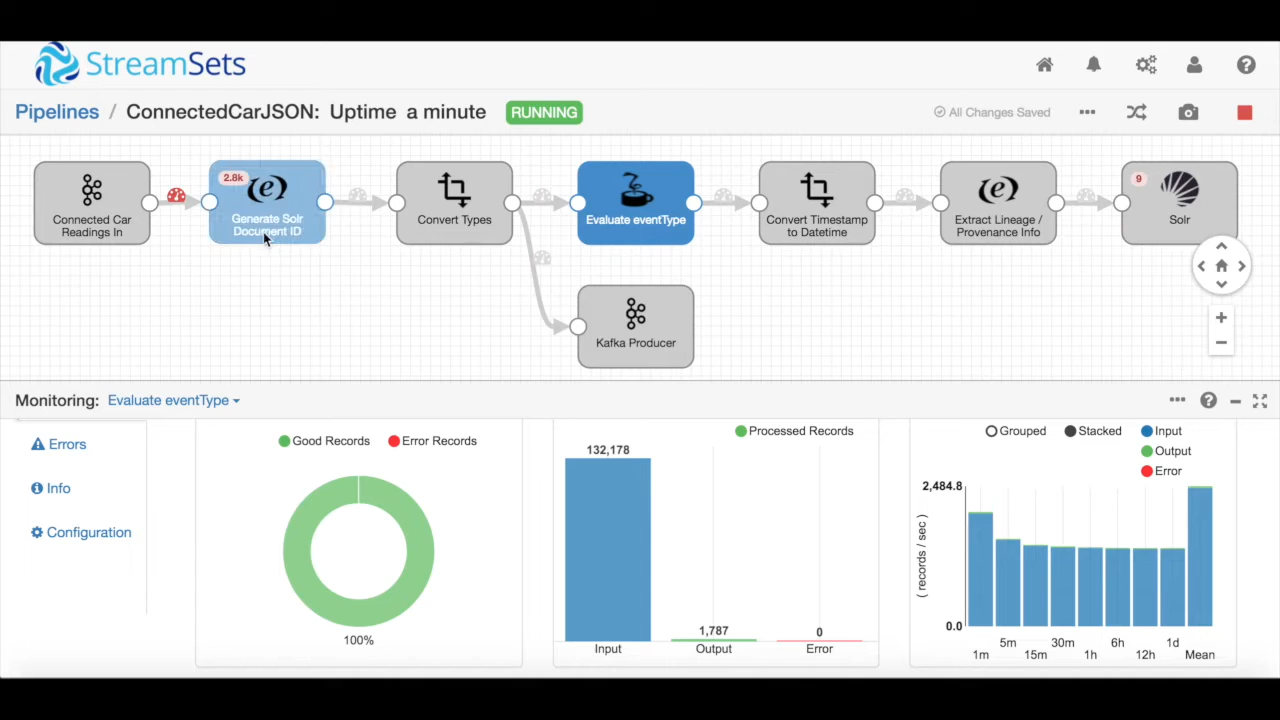 StreamSets
Pipelines / ConnectedCarJSON: Uptime a minute RUNNING
All Changes Saved
Connected Car
Readings In
2.8k
Generate Solr
Document ID
Convert Types
Evaluate eventType
Convert Timestamp
to Datetime
Extract Lineage /
Provenance Info
9
Solr
Kafka Producer
Monitoring: Evaluate eventType
Errors
Info
Configuration
Good Records Error Records
100%
Processed Records
132,178
1,787
0
Input Output Error
Grouped Stacked Input
Output
Error
2,484.8
( records / sec )
0.0
5m 30m 6h 1d
1m 15m 1h 12h Mean